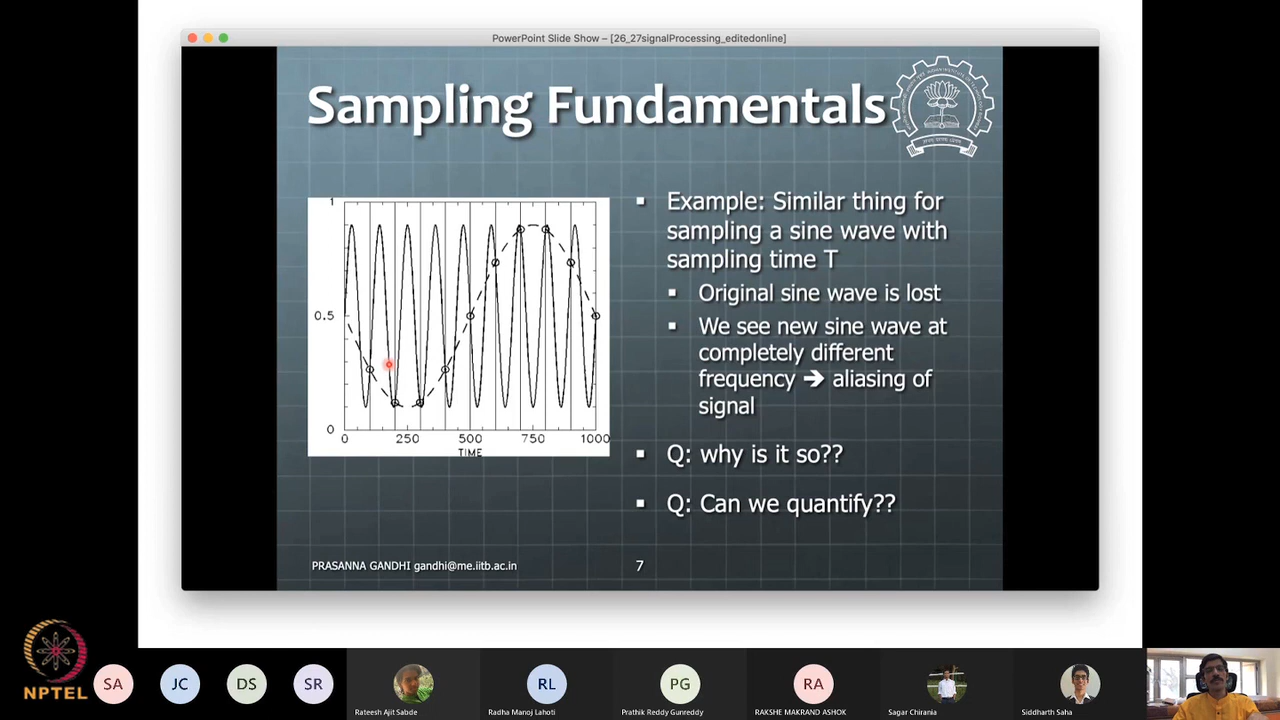 PowerPoint Slide Show – [26_27signalProcessing_editedonline]
Sampling Fundamentals
1
0.5
0
0 250 500 750 1000
TIME
Example: Similar thing for
sampling a sine wave with
sampling time T
Original sine wave is lost
We see new sine wave at
completely different
frequency ➔ aliasing of
signal
Q: why is it so??
Q: Can we quantify??
PRASANNA GANDHI gandhi@me.iitb.ac.in
7
NPTEL
SA
JC
DS
SR
Rateesh Ajit Sabde
RL
Radha Manoj Lahoti
PG
Prathik Reddy Gunreddy
RA
RAKSHE MAKRAND ASHOK
Sagar Chirania
Siddharth Saha